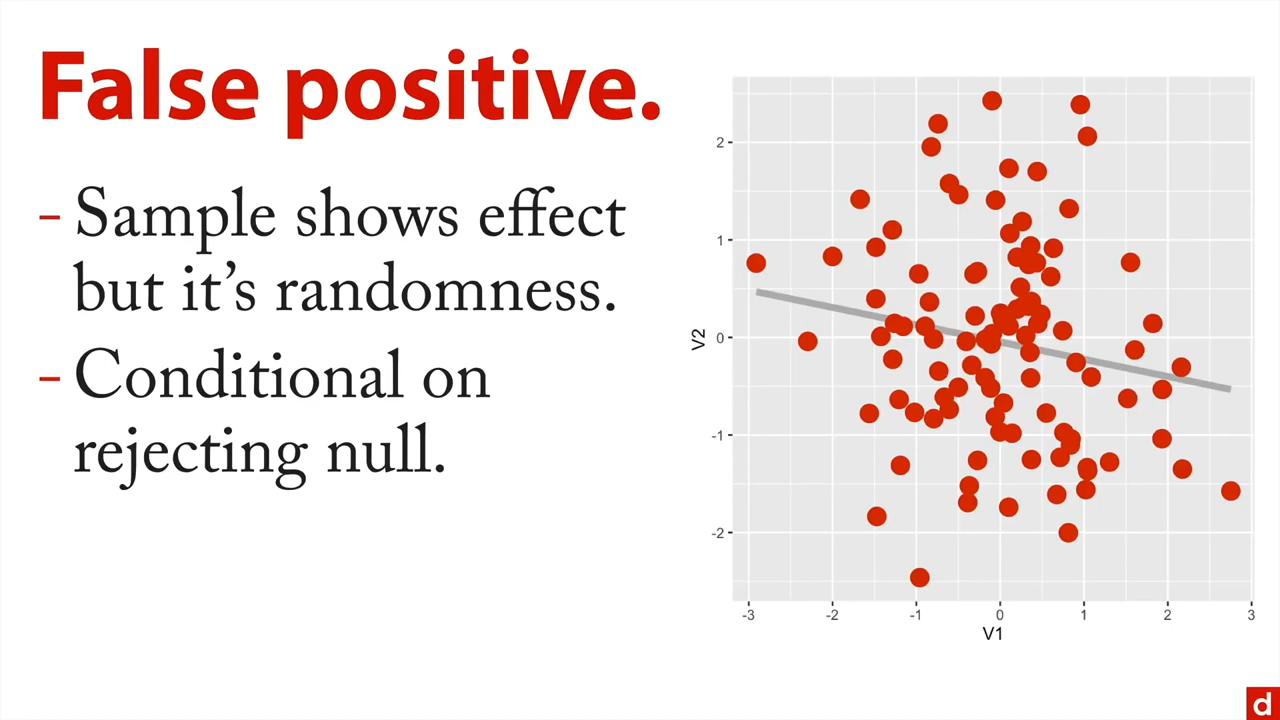 False positive.
– Sample shows effect
but it’s randomness.
– Conditional on
rejecting null.
2
1
0
-1
-2
V2
-3
-2
-1
0
1
2
3
V1
d